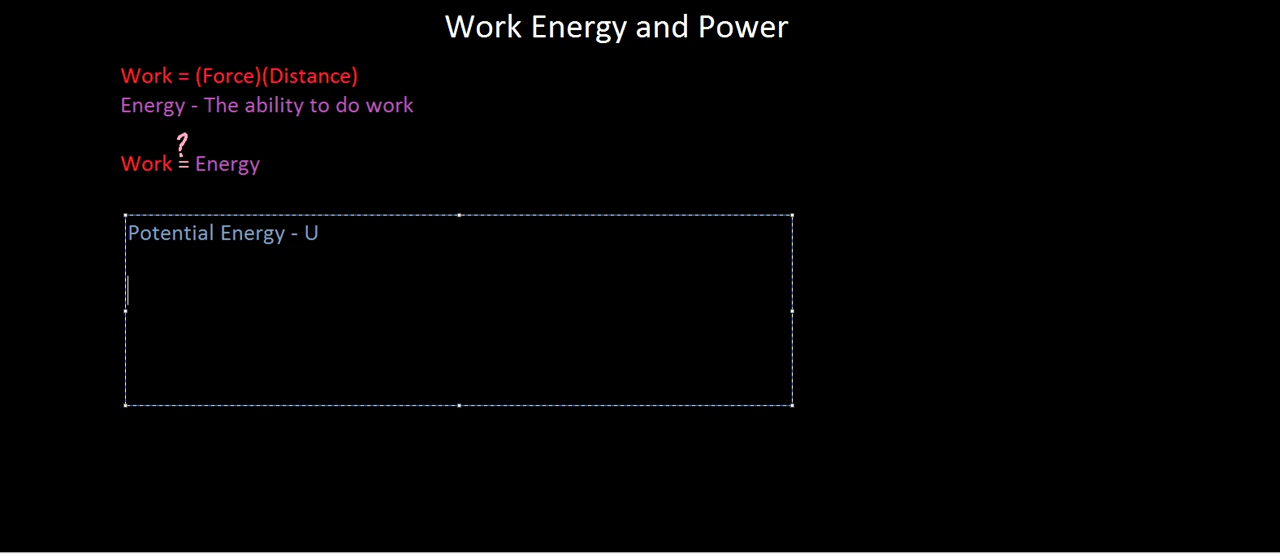 Work Energy and Power
Work = (Force)(Distance)
Energy - The ability to do work
?
Work = Energy
Potential Energy - U